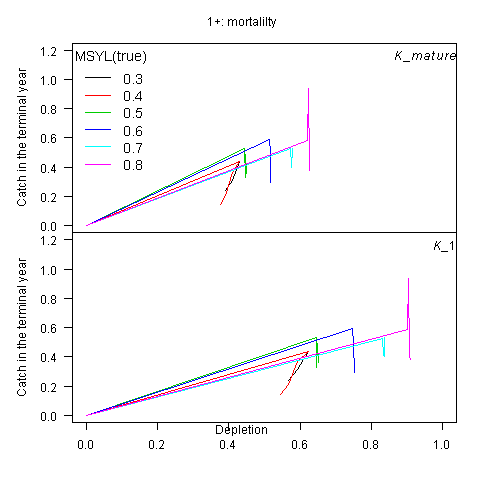 1+: mortalilty
MSYL(true)
K_mature
0.3
0.4
0.5
0.6
0.7
0.8
Catch in the terminal year
1.2
1.0
0.8
0.6
0.4
0.2
0.0
K_1
Catch in the terminal year
1.2
1.0
0.8
0.6
0.4
0.2
0.0
Depletion
0.0 0.2 0.4 0.6 0.8 1.0